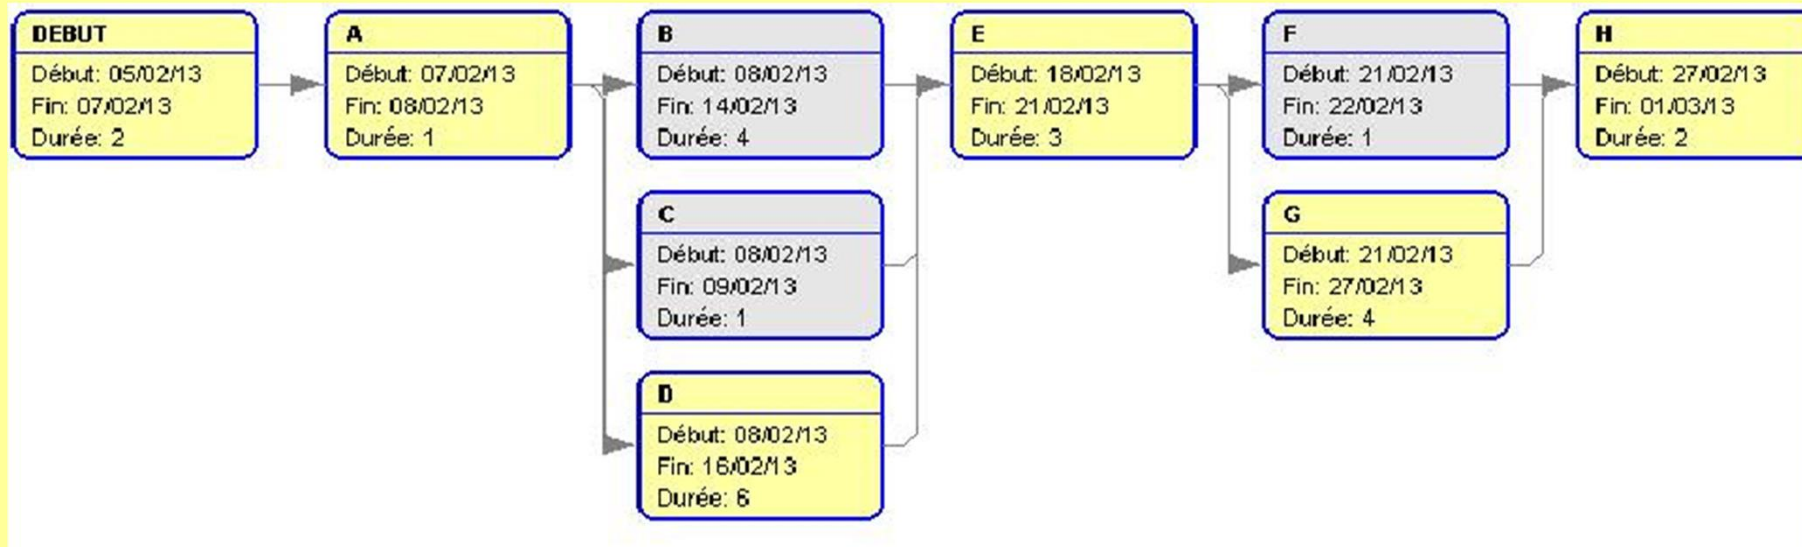 DEBUT
Début: 05/02/13
Fin: 07/02/13
Durée: 2
A
Début: 07/02/13
Fin: 08/02/13
Durée: 1
B
Début: 08/02/13
Fin: 14/02/13
Durée: 4
C
Début: 08/02/13
Fin: 09/02/13
Durée: 1
D
Début: 08/02/13
Fin: 16/02/13
Durée: 6
E
Début: 18/02/13
Fin: 21/02/13
Durée: 3
F
Début: 21/02/13
Fin: 22/02/13
Durée: 1
G
Début: 21/02/13
Fin: 27/02/13
Durée: 4
H
Début: 27/02/13
Fin: 01/03/13
Durée: 2